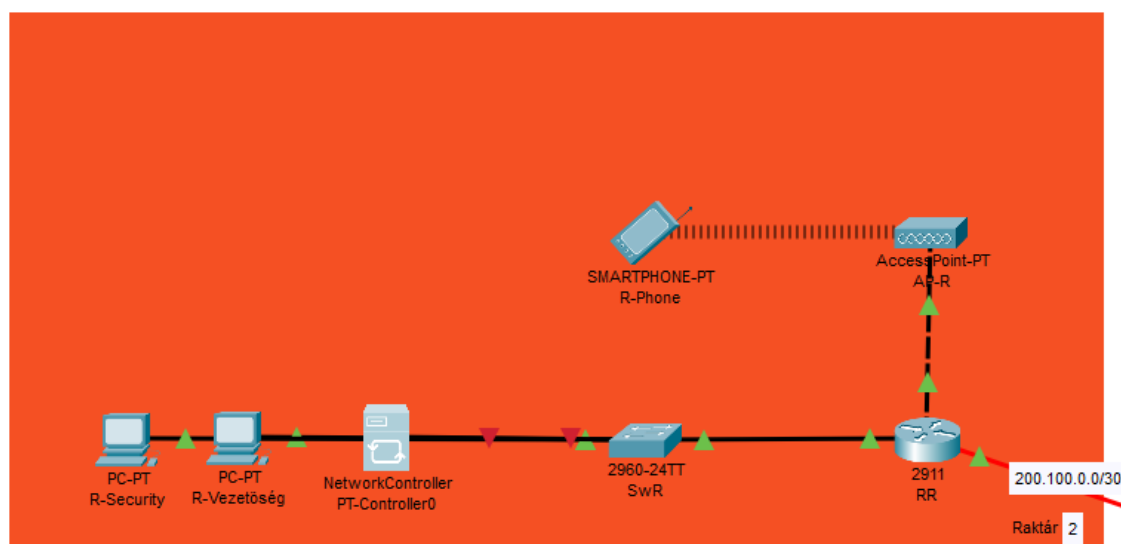 SMARTPHONE-PT
R-Phone
AccessPoint-PT
AP-R
PC-PT
R-Security
PC-PT
R-Vezetőség
NetworkController
PT-Controller0
2960-24TT
SwR
2911
RR
200.100.0.0/30
Raktár 2